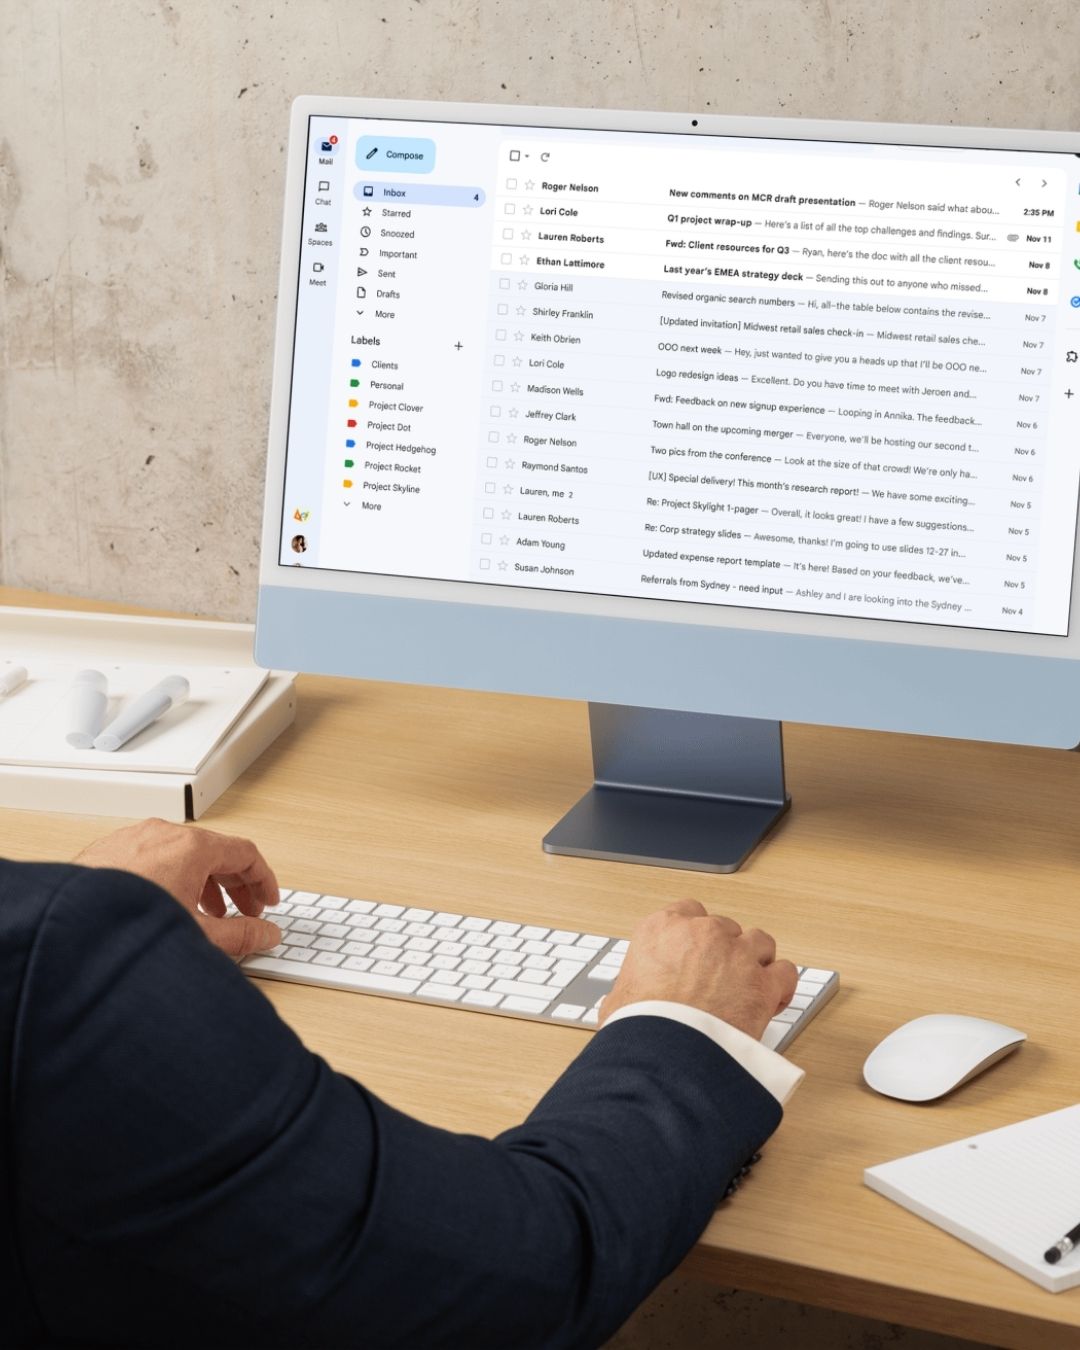 4
Mail
Chat
Spaces
Meet
Compose
Inbox 4
Starred
Snoozed
Important
Sent
Drafts
More
Labels
Clients
Personal
Project Clover
Project Dot
Project Hedgehog
Project Rocket
Project Skyline
More
Roger Nelson New comments on MCR draft presentation — Roger Nelson said what abou... 2:35 PM
Lori Cole Q1 project wrap-up — Here's a list of all the top challenges and findings. Sur... Nov 11
Lauren Roberts Fwd: Client resources for Q3 — Ryan, here's the doc with all the client resou... Nov 8
Ethan Lattimore Last year's EMEA strategy deck — Sending this out to anyone who missed... Nov 8
Gloria Hill Revised organic search numbers — Hi, all–the table below contains the revise... Nov 7
Shirley Franklin [Updated invitation] Midwest retail sales check-in — Midwest retail sales che... Nov 7
Keith Obrien OOO next week — Hey, just wanted to give you a heads up that I'll be OOO ne... Nov 7
Lori Cole Logo redesign ideas — Excellent. Do you have time to meet with Jeroen and... Nov 7
Madison Wells Fwd: Feedback on new signup experience — Looping in Annika. The feedback... Nov 6
Jeffrey Clark Town hall on the upcoming merger — Everyone, we'll be hosting our second t... Nov 6
Roger Nelson Two pics from the conference — Look at the size of that crowd! We're only ha... Nov 6
Raymond Santos [UX] Special delivery! This month's research report! — We have some exciting... Nov 5
Lauren, me 2 Re: Project Skylight 1-pager — Overall, it looks great! I have a few suggestions... Nov 5
Lauren Roberts Re: Corp strategy slides — Awesome, thanks! I'm going to use slides 12-27 in... Nov 5
Adam Young Updated expense report template — It's here! Based on your feedback, we've... Nov 5
Susan Johnson Referrals from Sydney - need input — Ashley and I are looking into the Sydney ... Nov 4